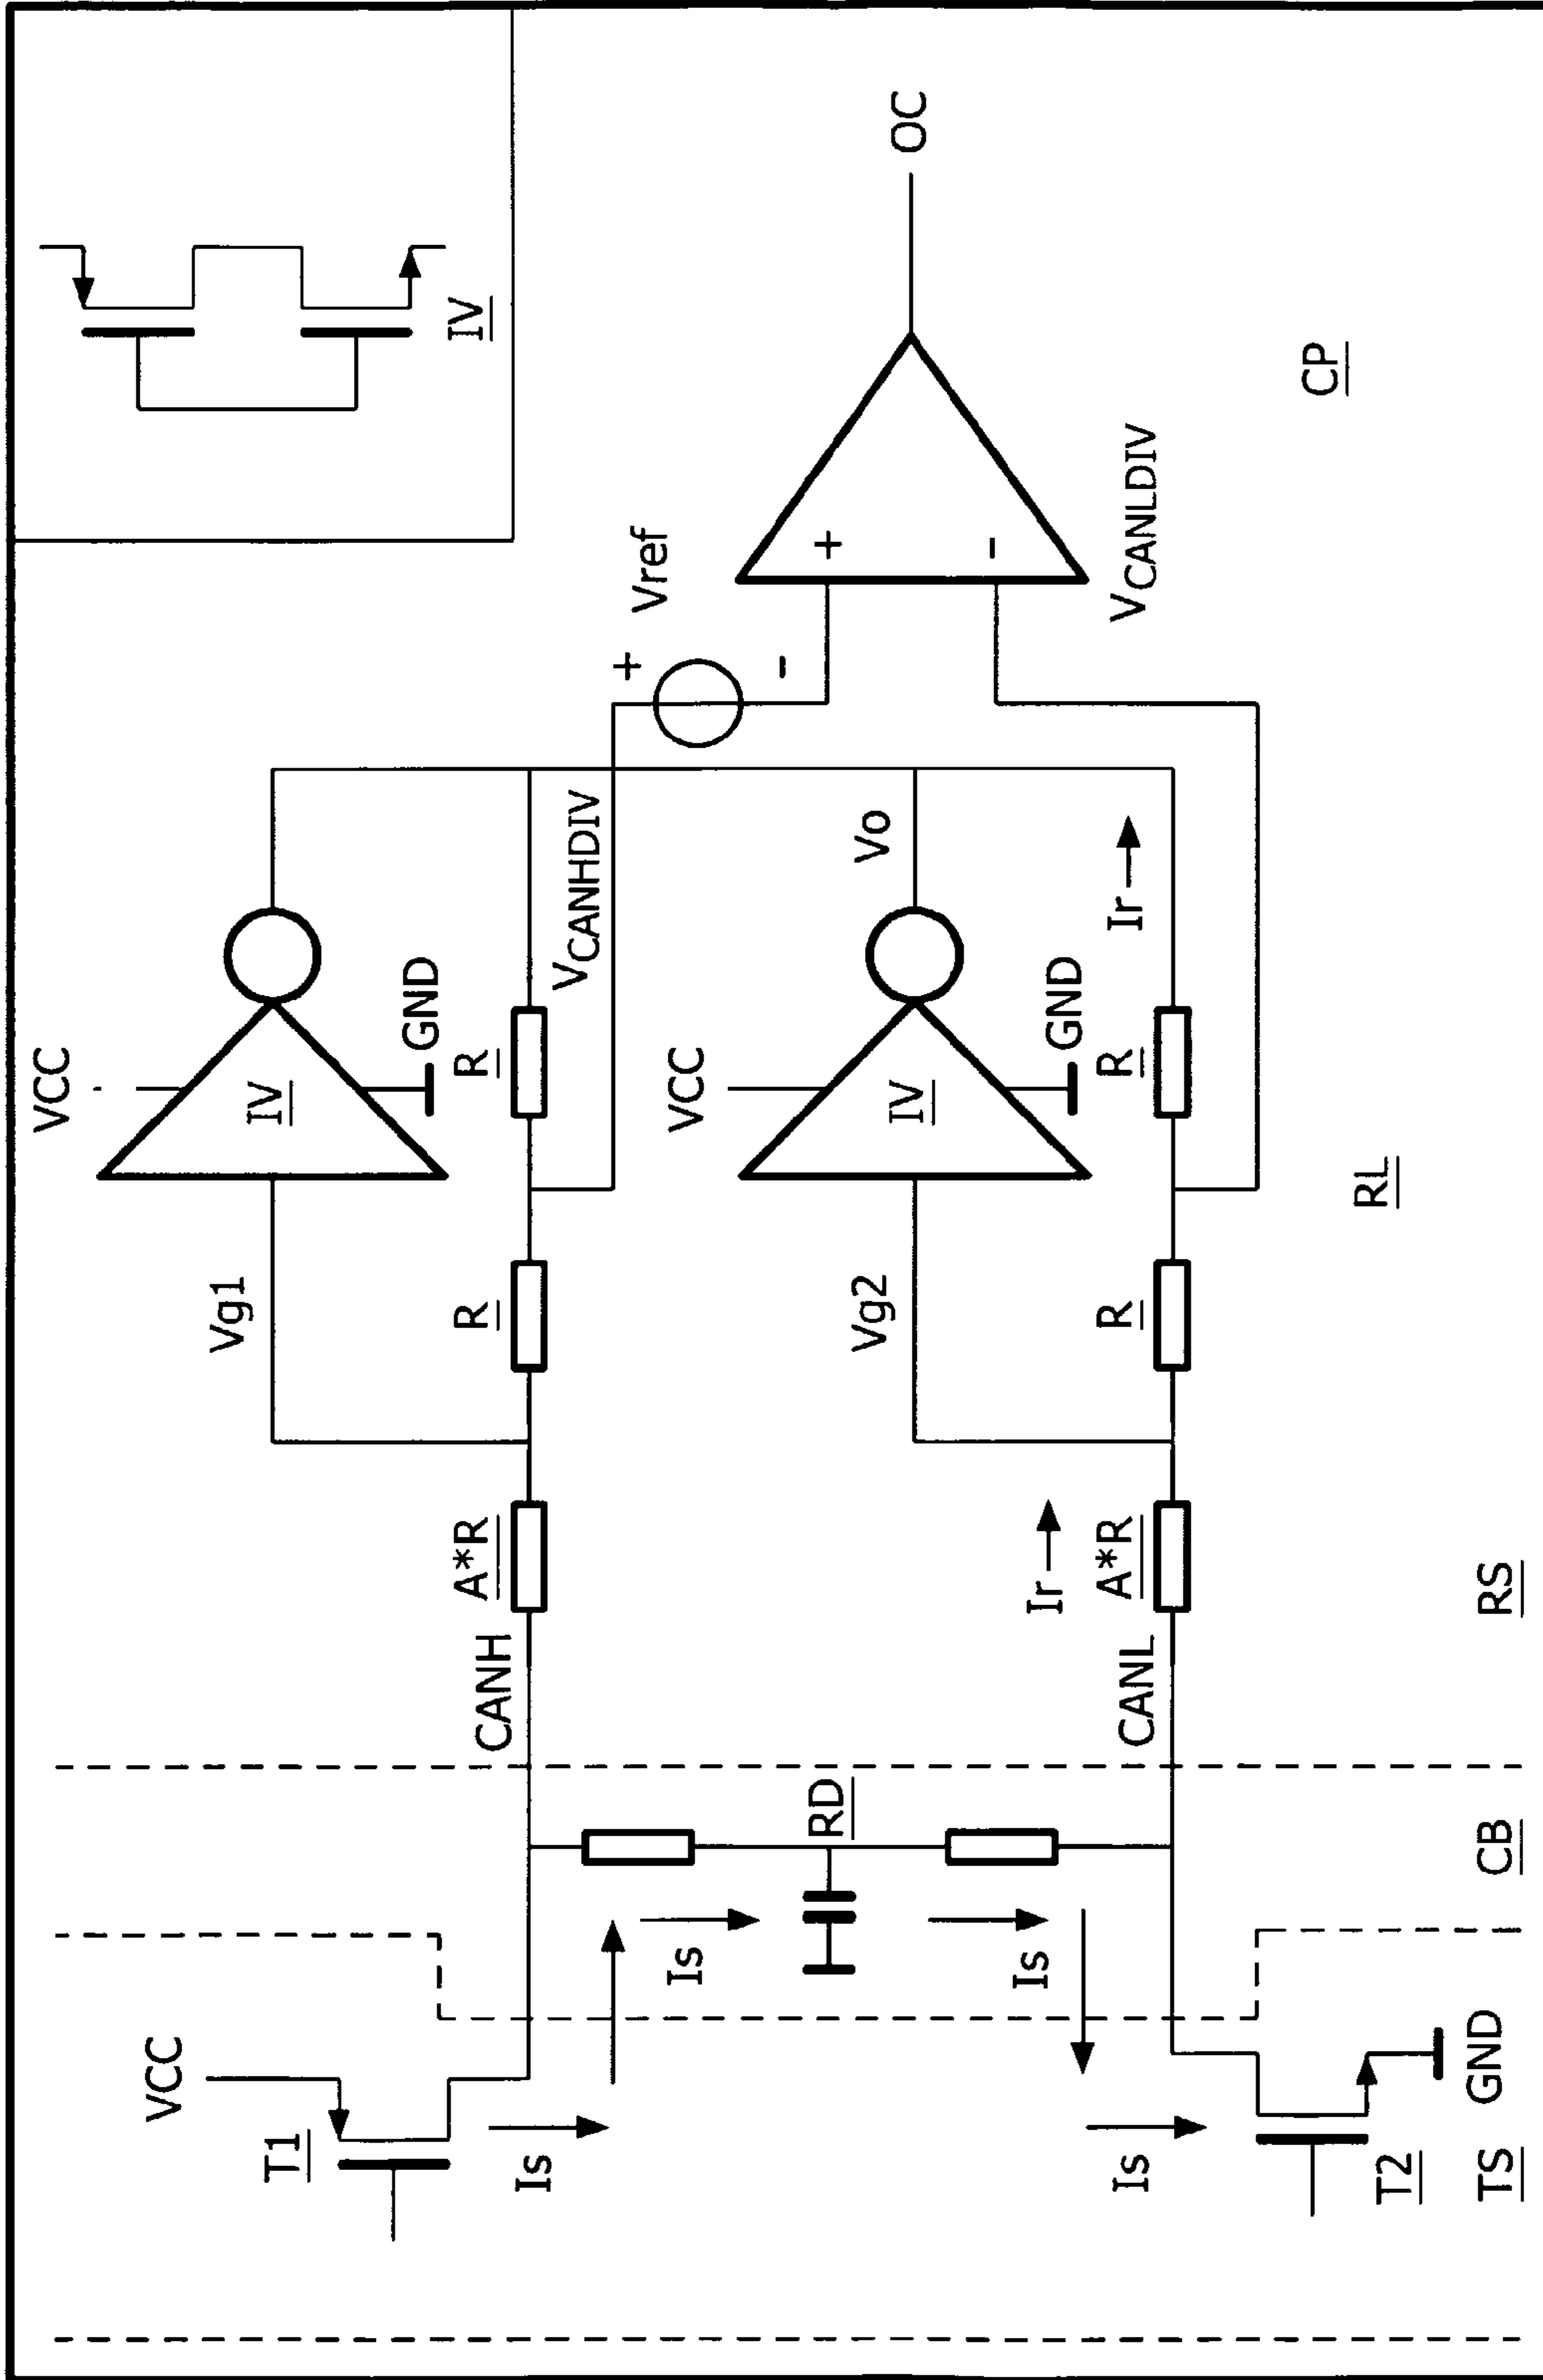 VCC
T1
Is
Is
Is
RD
Is
T2
GND
TS
CB
CANH
A*R
Vg1
R
VCC
IV
GND
R
VCANHDIV
Vref
+
-
CANL
Ir
A*R
Vg2
R
VCC
IV
GND
R
Vo
Ir
+
-
VCANLDIV
OC
IV
RS
RL
CP